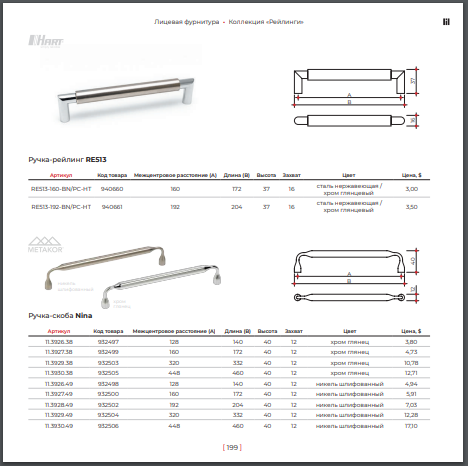 Лицевая фурнитура • Коллекция «Рейлинги»
HART
37
A
B
16
Ручка-рейлинг RE513
Артикул Код товара Межцентровое расстояние (А) Длина (В) Высота Захват Цвет Цена, $
RE513-160-BN/PC-HT 940660 160 172 37 16 сталь нержавеющая / хром глянцевый 3,00
RE513-192-BN/PC-HT 940661 192 204 37 16 сталь нержавеющая / хром глянцевый 3,50
METAKOR
никель
шлифованный
хром
глянец
40
A
B
12
Ручка-скоба Nina
Артикул Код товара Межцентровое расстояние (А) Длина (В) Высота Захват Цвет Цена, $
11.3926.38 932497 128 140 40 12 хром глянец 3,80
11.3927.38 932499 160 172 40 12 хром глянец 4,73
11.3929.38 932503 320 332 40 12 хром глянец 10,78
11.3930.38 932505 448 460 40 12 хром глянец 12,71
11.3926.49 932498 128 140 40 12 никель шлифованный 4,94
11.3927.49 932500 160 172 40 12 никель шлифованный 5,91
11.3928.49 932502 192 204 40 12 никель шлифованный 7,03
11.3929.49 932504 320 332 40 12 никель шлифованный 12,28
11.3930.49 932506 448 460 40 12 никель шлифованный 17,10
[ 199 ]